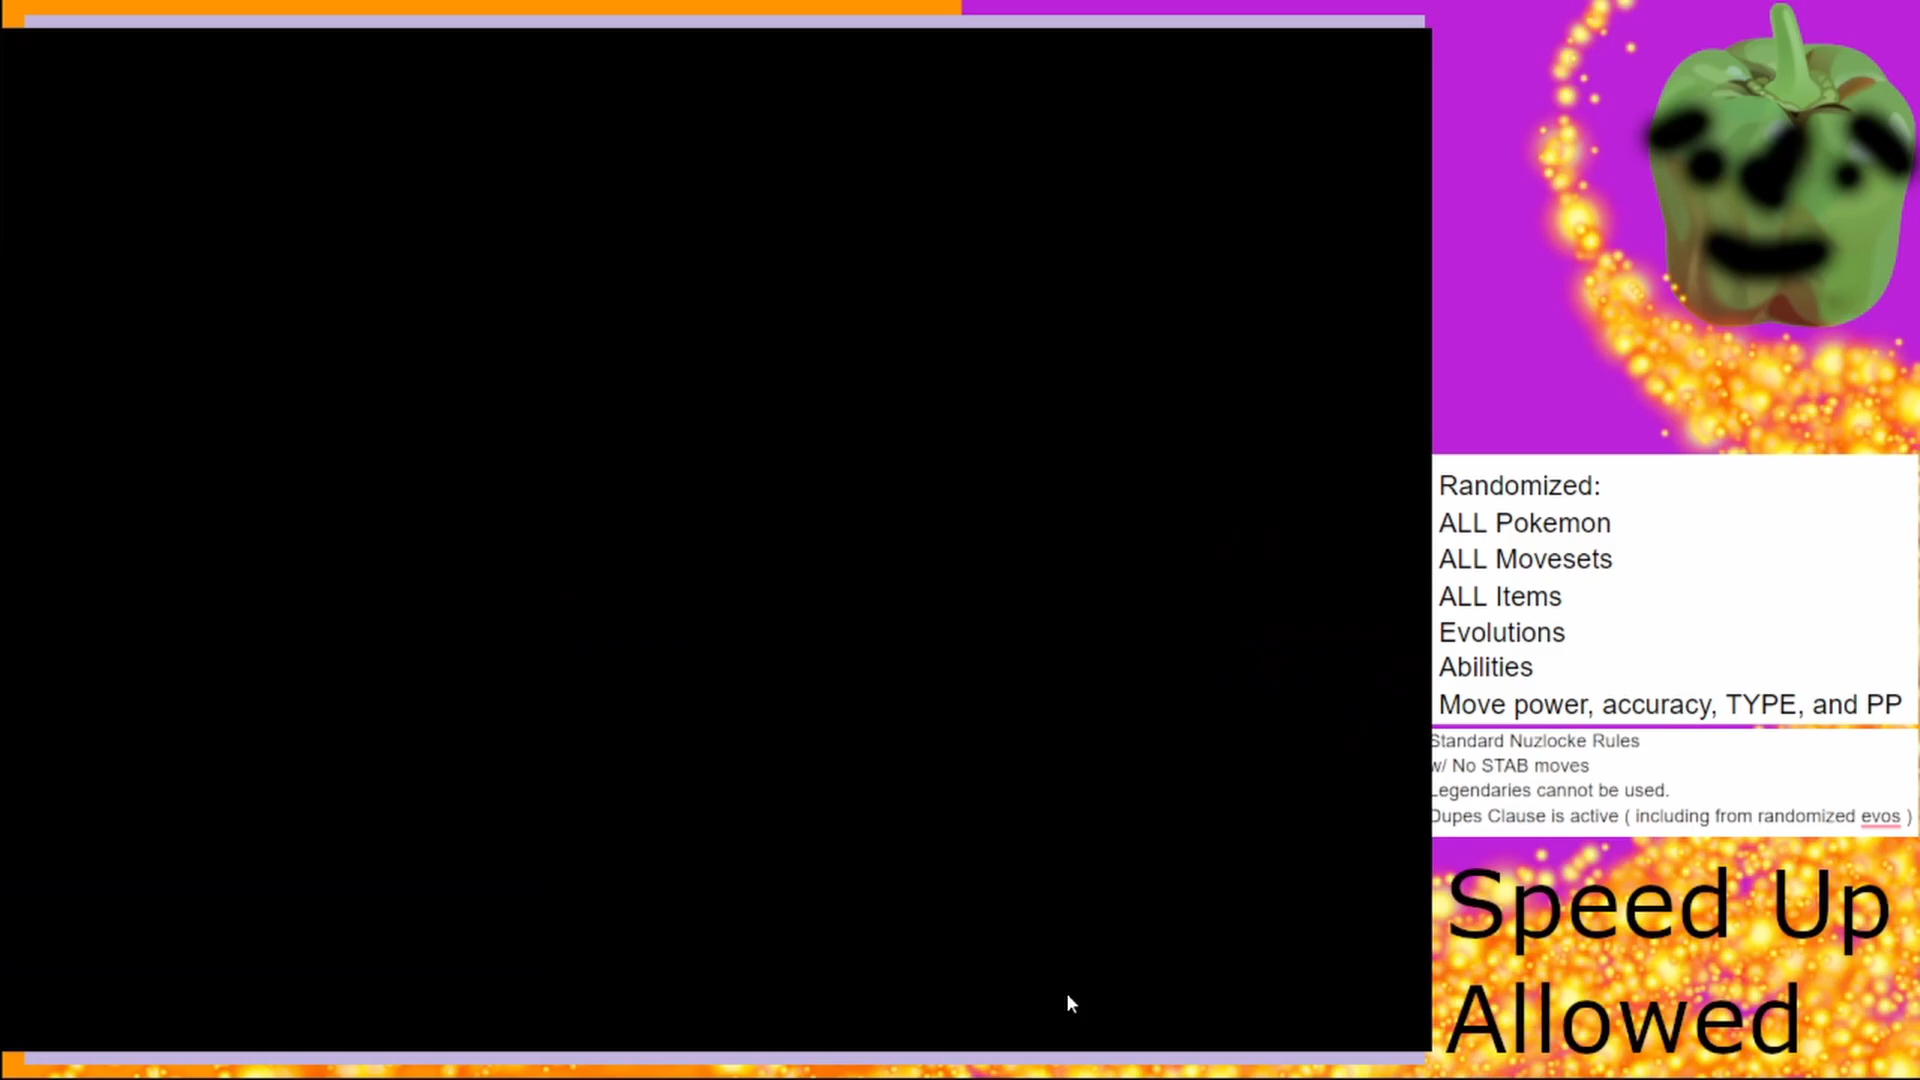 Randomized:
ALL Pokemon
ALL Movesets
ALL Items
Evolutions
Abilities
Move power, accuracy, TYPE, and PP
Standard Nuzlocke Rules
w/ No STAB moves
Legendaries cannot be used.
Dupes Clause is active ( including from randomized evos )
Speed Up
Allowed